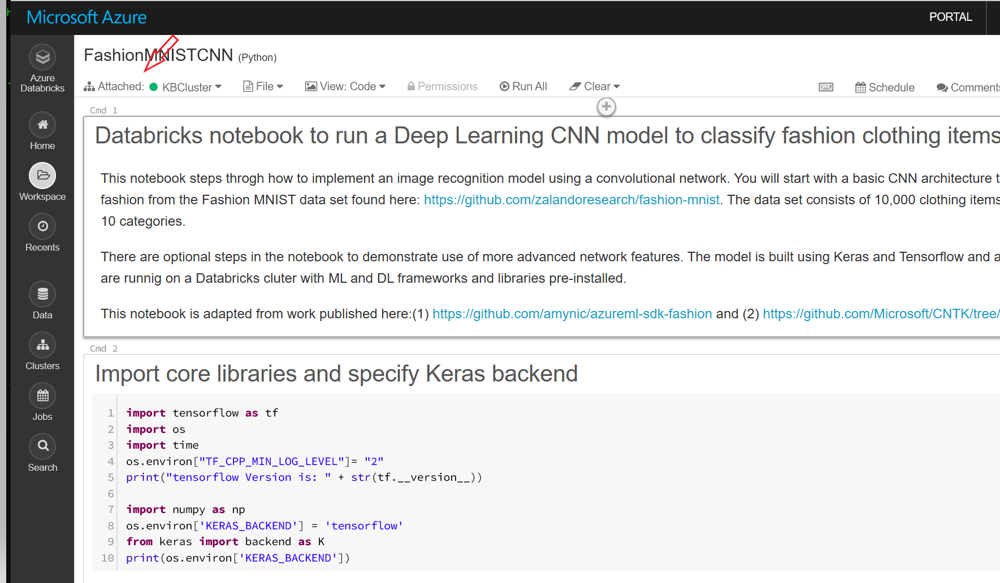 Microsoft Azure
PORTAL
FashionMNISTCNN (Python)
Attached: KBCluster File View: Code Permissions Run All Clear Schedule Comments
Azure
Databricks
Home
Workspace
Recents
Data
Clusters
Jobs
Search
Cmd 1
Databricks notebook to run a Deep Learning CNN model to classify fashion clothing items
This notebook steps throgh how to implement an image recognition model using a convolutional network. You will start with a basic CNN architecture t
fashion from the Fashion MNIST data set found here: https://github.com/zalandoresearch/fashion-mnist. The data set consists of 10,000 clothing items
10 categories.
There are optional steps in the notebook to demonstrate use of more advanced network features. The model is built using Keras and Tensorflow and a
are runnig on a Databricks cluter with ML and DL frameworks and libraries pre-installed.
This notebook is adapted from work published here:(1) https://github.com/amynic/azureml-sdk-fashion and (2) https://github.com/Microsoft/CNTK/tree/
Cmd 2
Import core libraries and specify Keras backend
1 import tensorflow as tf
2 import os
3 import time
4 os.environ["TF_CPP_MIN_LOG_LEVEL"]= "2"
5 print("tensorflow Version is: " + str(tf.__version__))
6
7 import numpy as np
8 os.environ['KERAS_BACKEND'] = 'tensorflow'
9 from keras import backend as K
10 print(os.environ['KERAS_BACKEND'])